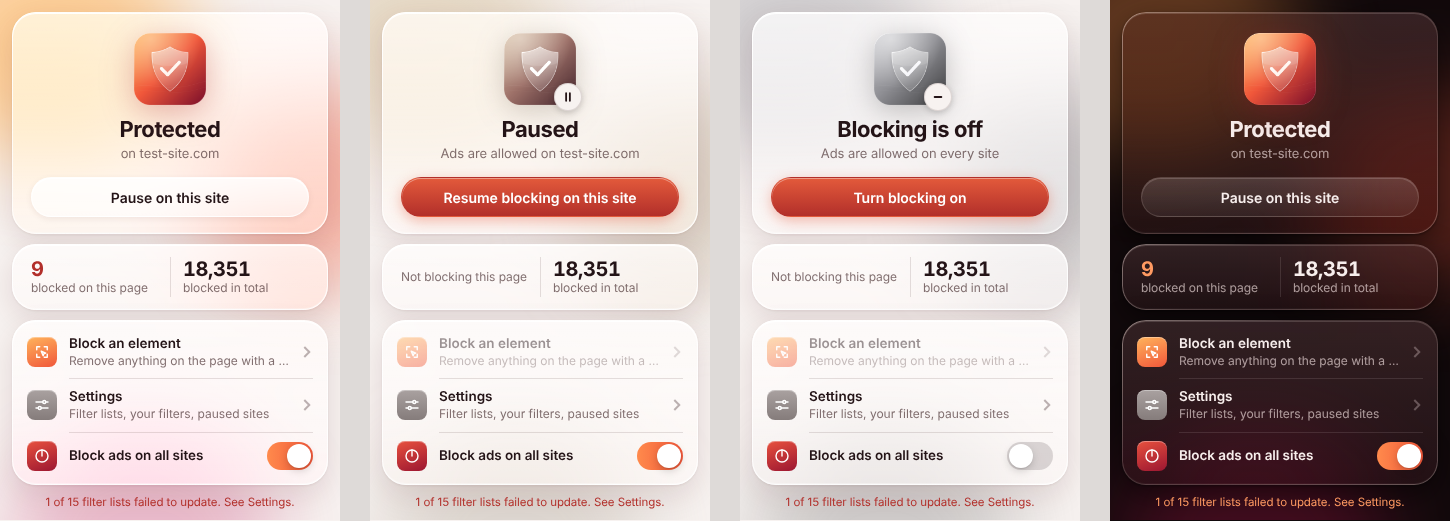 Protected
on test-site.com
Pause on this site
9
blocked on this page
18,351
blocked in total
Block an element
Remove anything on the page with a ...
Settings
Filter lists, your filters, paused sites
Block ads on all sites
1 of 15 filter lists failed to update. See Settings.
Paused
Ads are allowed on test-site.com
Resume blocking on this site
Not blocking this page
18,351
blocked in total
Block an element
Remove anything on the page with a ...
Settings
Filter lists, your filters, paused sites
Block ads on all sites
1 of 15 filter lists failed to update. See Settings.
Blocking is off
Ads are allowed on every site
Turn blocking on
Not blocking this page
18,351
blocked in total
Block an element
Remove anything on the page with a ...
Settings
Filter lists, your filters, paused sites
Block ads on all sites
1 of 15 filter lists failed to update. See Settings.
Protected
on test-site.com
Pause on this site
9
blocked on this page
18,351
blocked in total
Block an element
Remove anything on the page with a ...
Settings
Filter lists, your filters, paused sites
Block ads on all sites
1 of 15 filter lists failed to update. See Settings.